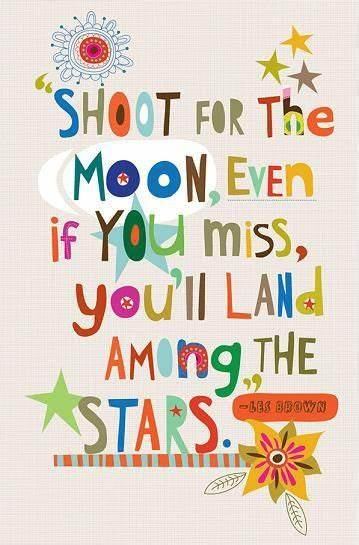 “SHOOT FOR The
MOON, EVEN
if YOU miss,
you'll LAND
AMONg THE
STARS.”
-LES BROWN